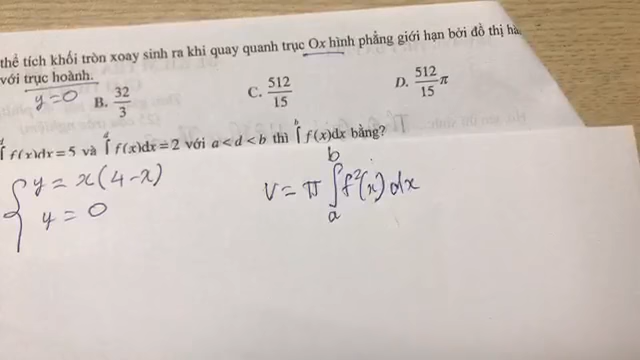 thể tích khối tròn xoay sinh ra khi quay quanh trục Ox hình phẳng giới hạn bởi đồ thị
với trục hoành.
y=0
B. 32/3 C. 512/15 D. 512/15 π
∫ f(x)dx=5 và ∫ f(x)dx=2 với a<d<b thì ∫ f(x)dx bằng?
y = x(4-x)
y = 0
V = π ∫_a^b f²(x) dx